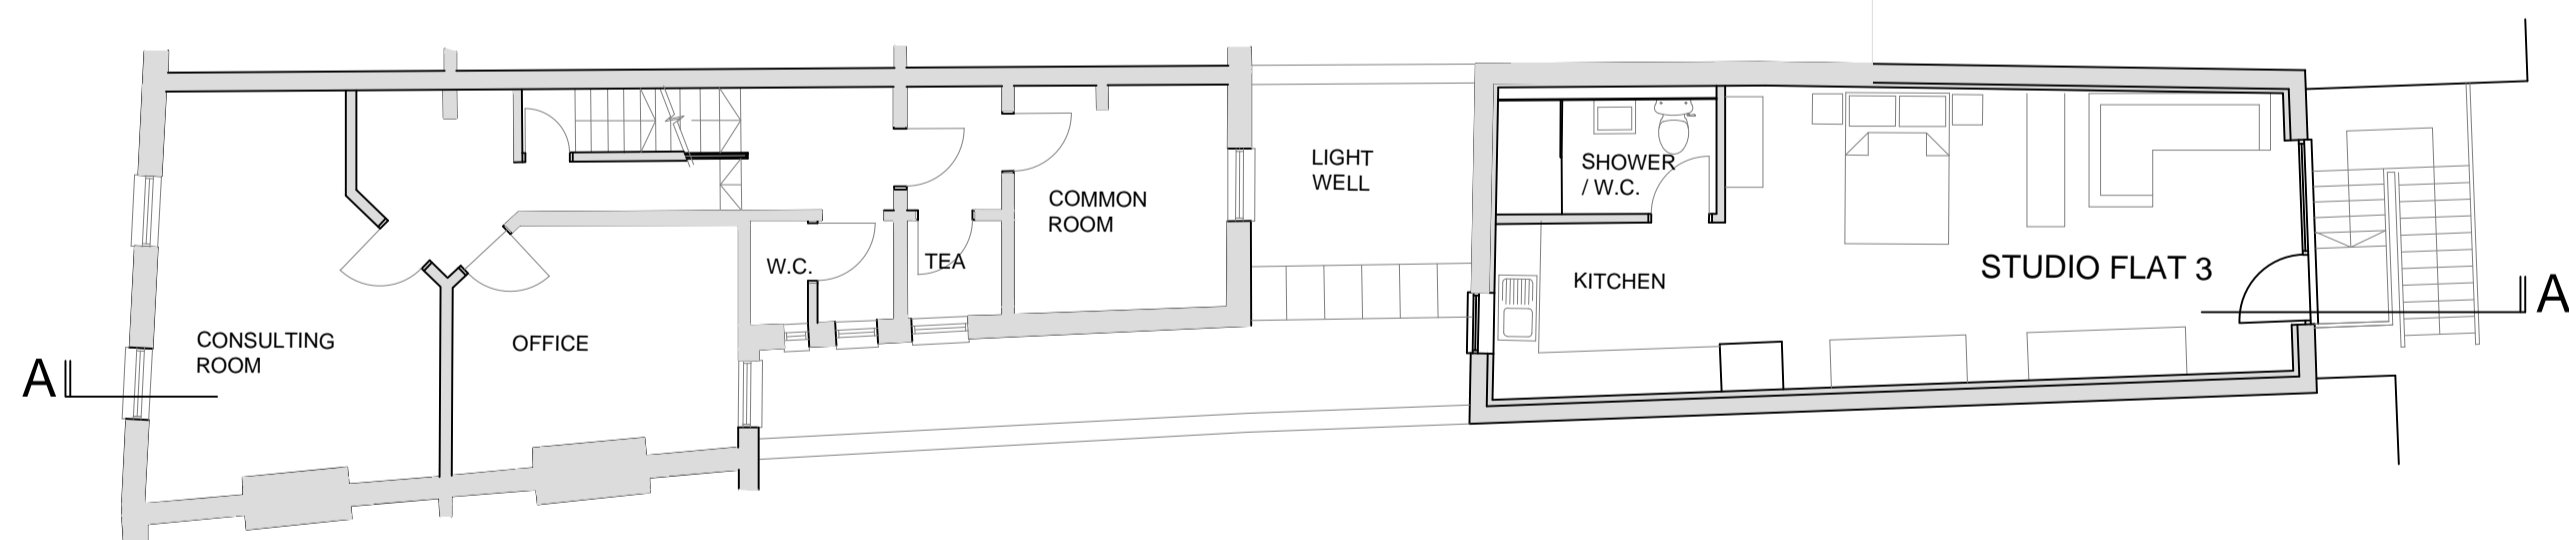 A
CONSULTING
ROOM
OFFICE
W.C.
TEA
COMMON
ROOM
LIGHT
WELL
SHOWER
/ W.C.
KITCHEN
STUDIO FLAT 3
A